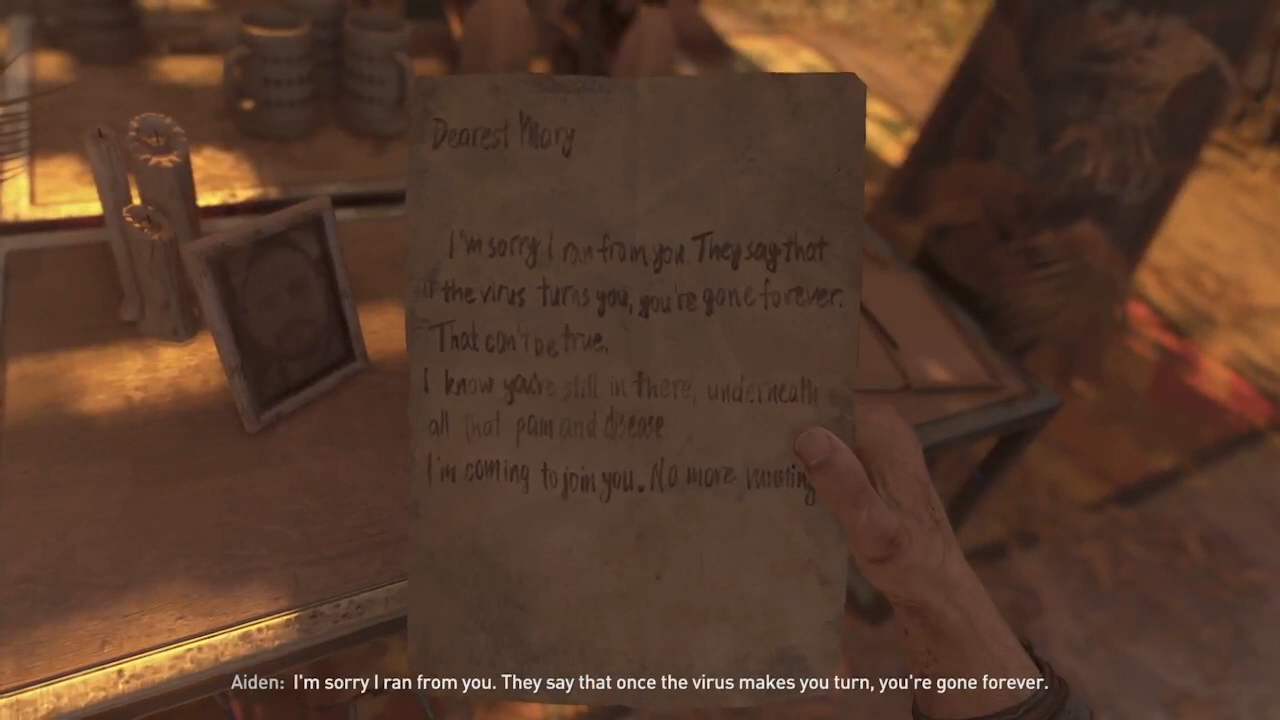 Dearest Mary
I'm sorry I ran from you. They say that
if the virus turns you, you're gone forever.
That can't be true.
I know you're still in there, underneath
all that pain and disease
I'm coming to join you. No more running
Aiden: I'm sorry I ran from you. They say that once the virus makes you turn, you're gone forever.